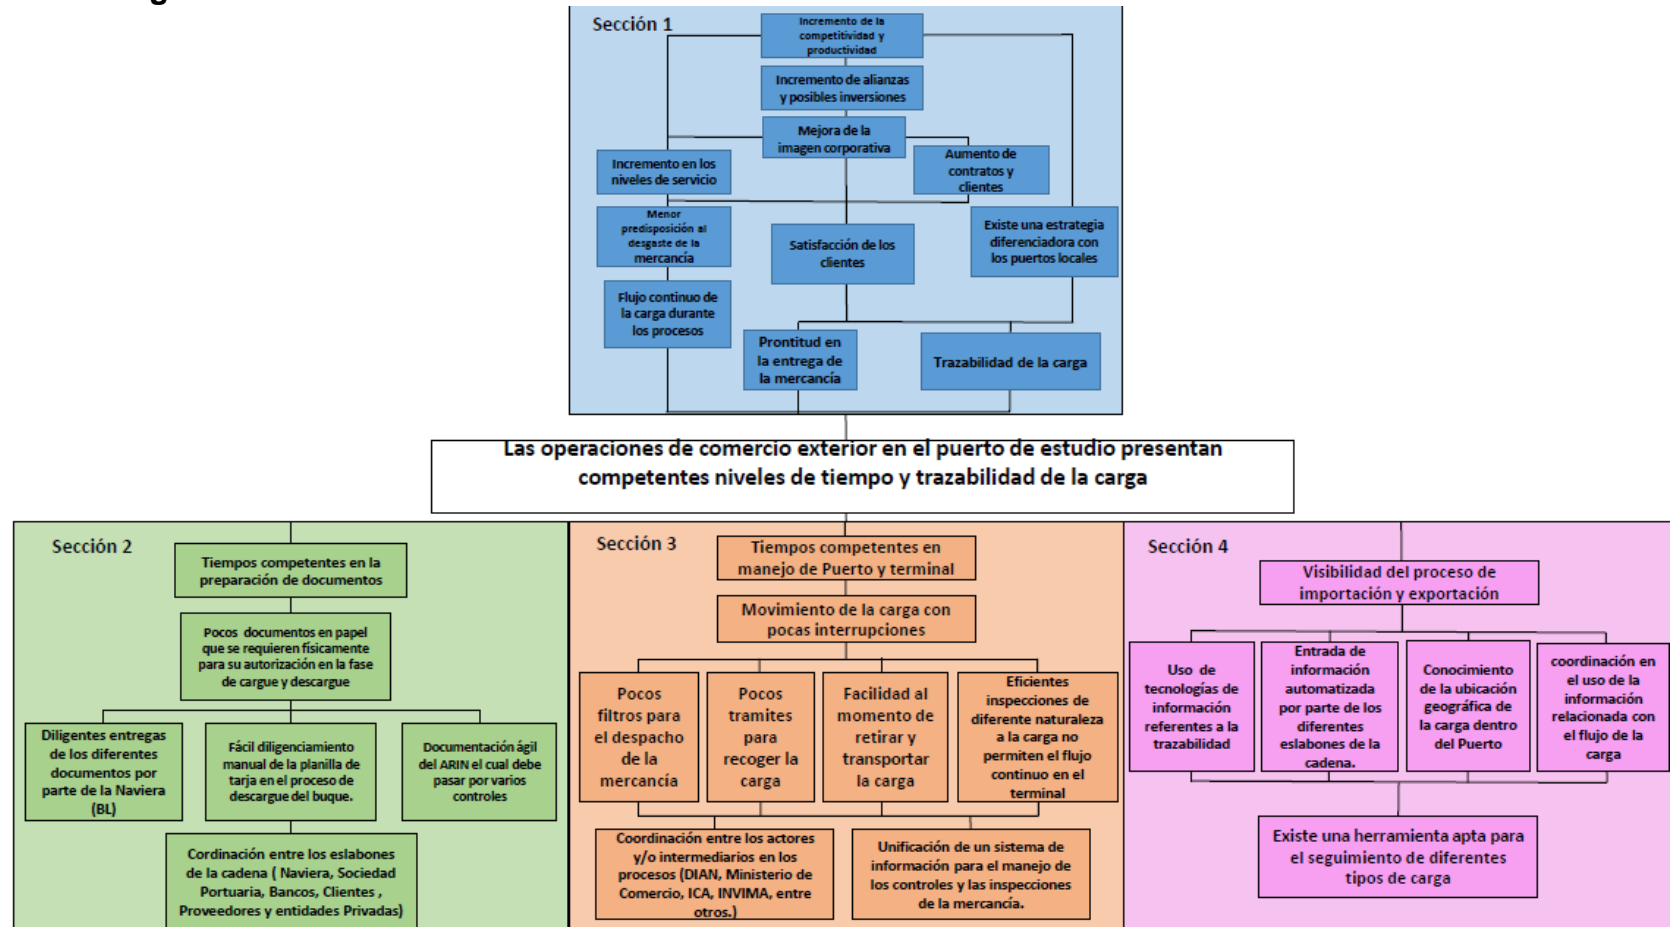 Sección 1
Incremento de la
competitividad y
productividad
Incremento de alianzas
y posibles inversiones
Mejora de la
imagen corporativa
Incremento en los
niveles de servicio
Aumento de
contratos y
clientes
Menor
predisposición al
desgaste de la
mercancía
Satisfacción de los
clientes
Existe una estrategia
diferenciadora con
los puertos locales
Flujo continuo de
la carga durante
los procesos
Prontitud en
la entrega de
la mercancía
Trazabilidad de la carga
Las operaciones de comercio exterior en el puerto de estudio presentan
competentes niveles de tiempo y trazabilidad de la carga
Sección 2
Tiempos competentes en la
preparación de documentos
Pocos documentos en papel
que se requieren físicamente
para su autorización en la fase
de cargue y descargue
Diligentes entregas
de los diferentes
documentos por
parte de la Naviera
(BL)
Fácil diligenciamiento
manual de la planilla de
tarja en el proceso de
descargue del buque.
Documentación ágil
del ARIN el cual debe
pasar por varios
controles
Cordinación entre los eslabones
de la cadena ( Naviera, Sociedad
Portuaria, Bancos, Clientes ,
Proveedores y entidades Privadas)
Sección 3
Tiempos competentes en
manejo de Puerto y terminal
Movimiento de la carga con
pocas interrupciones
Pocos
filtros para
el despacho
de la
mercancía
Pocos
tramites
para
recoger la
carga
Facilidad al
momento de
retirar y
transportar
la carga
Eficientes
inspecciones de
diferente naturaleza
a la carga no
permiten el flujo
continuo en el
terminal
Coordinación entre los actores
y/o intermediarios en los
procesos (DIAN, Ministerio de
Comercio, ICA, INVIMA, entre
otros.)
Unificación de un sistema de
información para el manejo de
los controles y las inspecciones
de la mercancía.
Sección 4
Visibilidad del proceso de
importación y exportación
Uso de
tecnologías de
información
referentes a la
trazabilidad
Entrada de
información
automatizada
por parte de los
diferentes
eslabones de la
cadena.
Conocimiento
de la ubicación
geográfica de
la carga dentro
del Puerto
coordinación en
el uso de la
información
relacionada con
el flujo de la
carga
Existe una herramienta apta para
el seguimiento de diferentes
tipos de carga